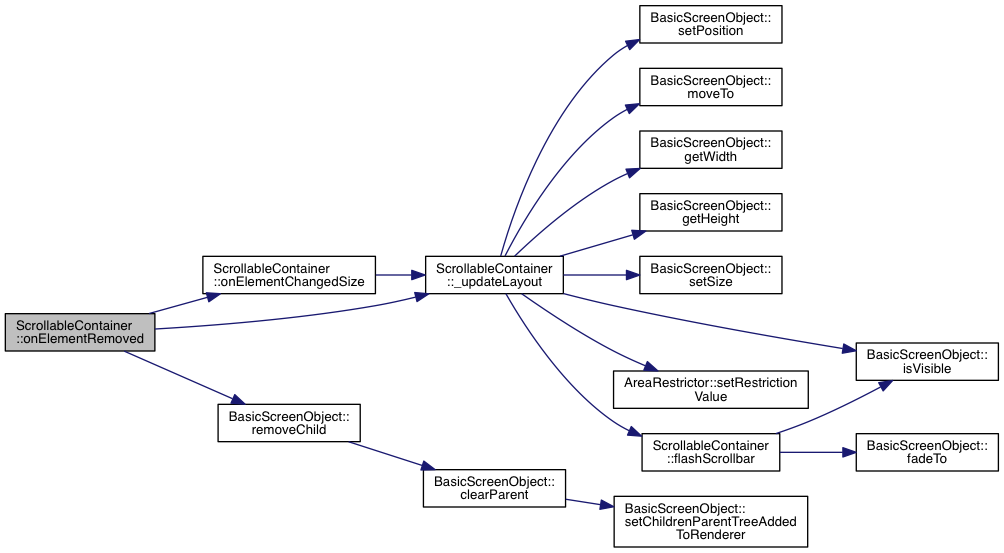 BasicScreenObject::
setPosition
BasicScreenObject::
moveTo
BasicScreenObject::
getWidth
BasicScreenObject::
getHeight
ScrollableContainer
::onElementChangedSize
ScrollableContainer
::_updateLayout
BasicScreenObject::
setSize
ScrollableContainer
::onElementRemoved
BasicScreenObject::
isVisible
AreaRestrictor::setRestriction
Value
BasicScreenObject::
removeChild
ScrollableContainer
::flashScrollbar
BasicScreenObject::
fadeTo
BasicScreenObject::
clearParent
BasicScreenObject::
setChildrenParentTreeAdded
ToRenderer